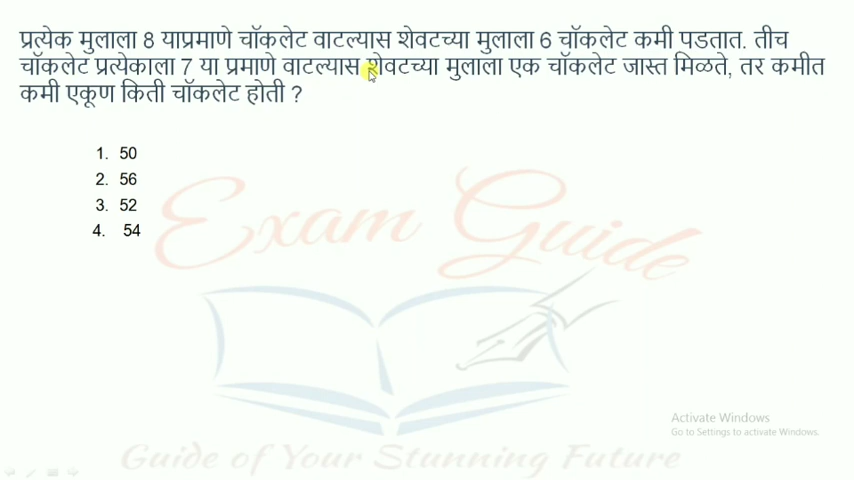 प्रत्येक मुलाला 8 याप्रमाणे चॉकलेट वाटल्यास शेवटच्या मुलाला 6 चॉकलेट कमी पडतात. तीच
चॉकलेट प्रत्येकाला 7 या प्रमाणे वाटल्यास शेवटच्या मुलाला एक चॉकलेट जास्त मिळते, तर कमीत
कमी एकूण किती चॉकलेट होती ?
1. 50
2. 56
3. 52
4. 54
Exam Guide
Activate Windows
Go to Settings to activate Windows.
Guide of Your Stunning Future